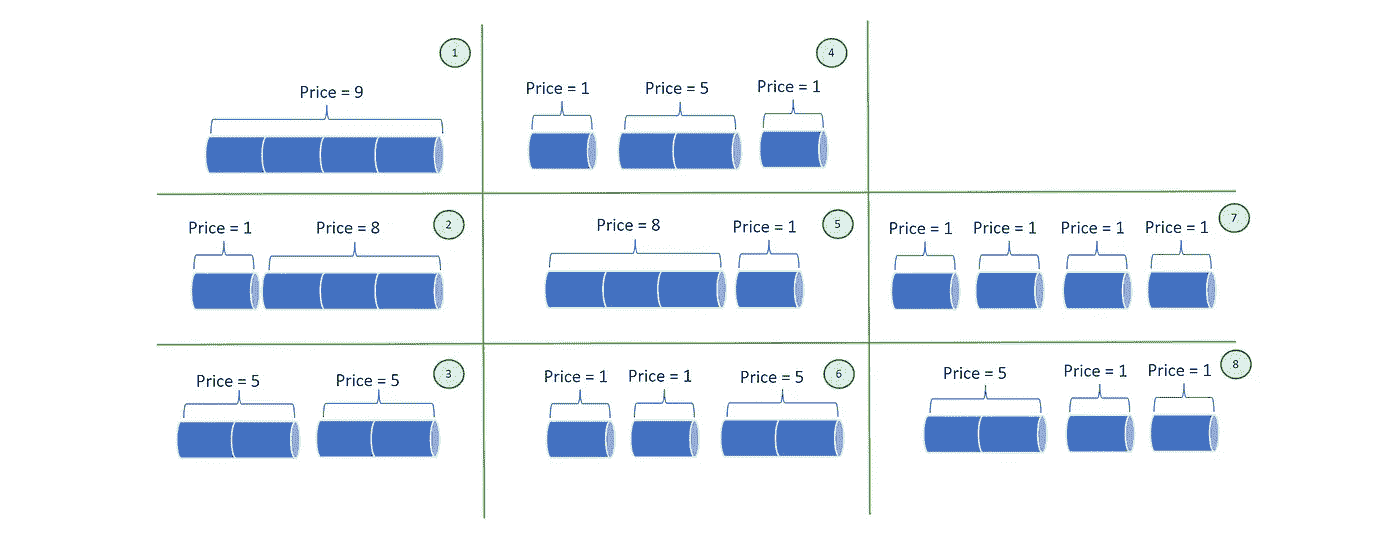 1
Price = 9
4
Price = 1
Price = 5
Price = 1
2
Price = 1
Price = 8
5
Price = 8
Price = 1
7
Price = 1
Price = 1
Price = 1
Price = 1
3
Price = 5
Price = 5
6
Price = 1
Price = 1
Price = 5
8
Price = 5
Price = 1
Price = 1